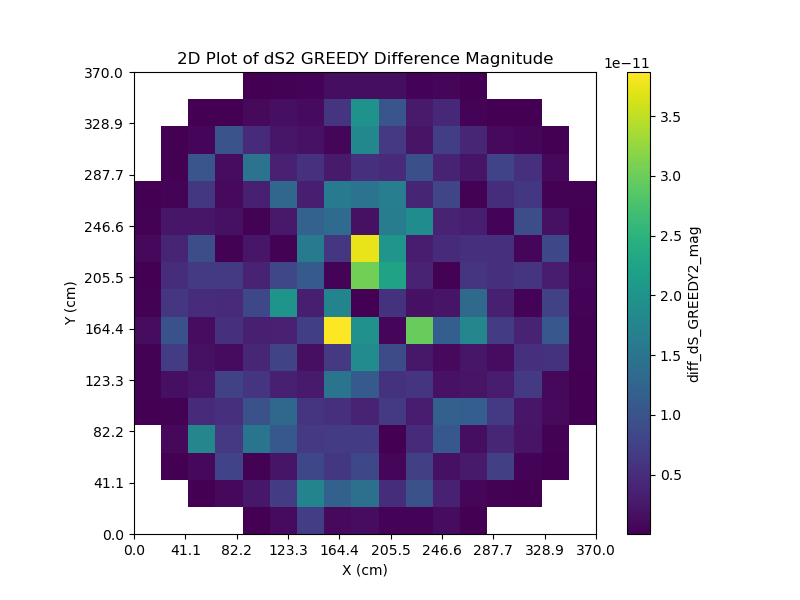 2D Plot of dS2 GREEDY Difference Magnitude
1e−11
370.0
328.9
287.7
246.6
205.5
164.4
123.3
82.2
41.1
0.0
Y (cm)
0.0 41.1 82.2 123.3 164.4 205.5 246.6 287.7 328.9 370.0
X (cm)
3.5
3.0
2.5
2.0
1.5
1.0
0.5
diff_dS_GREEDY2_mag